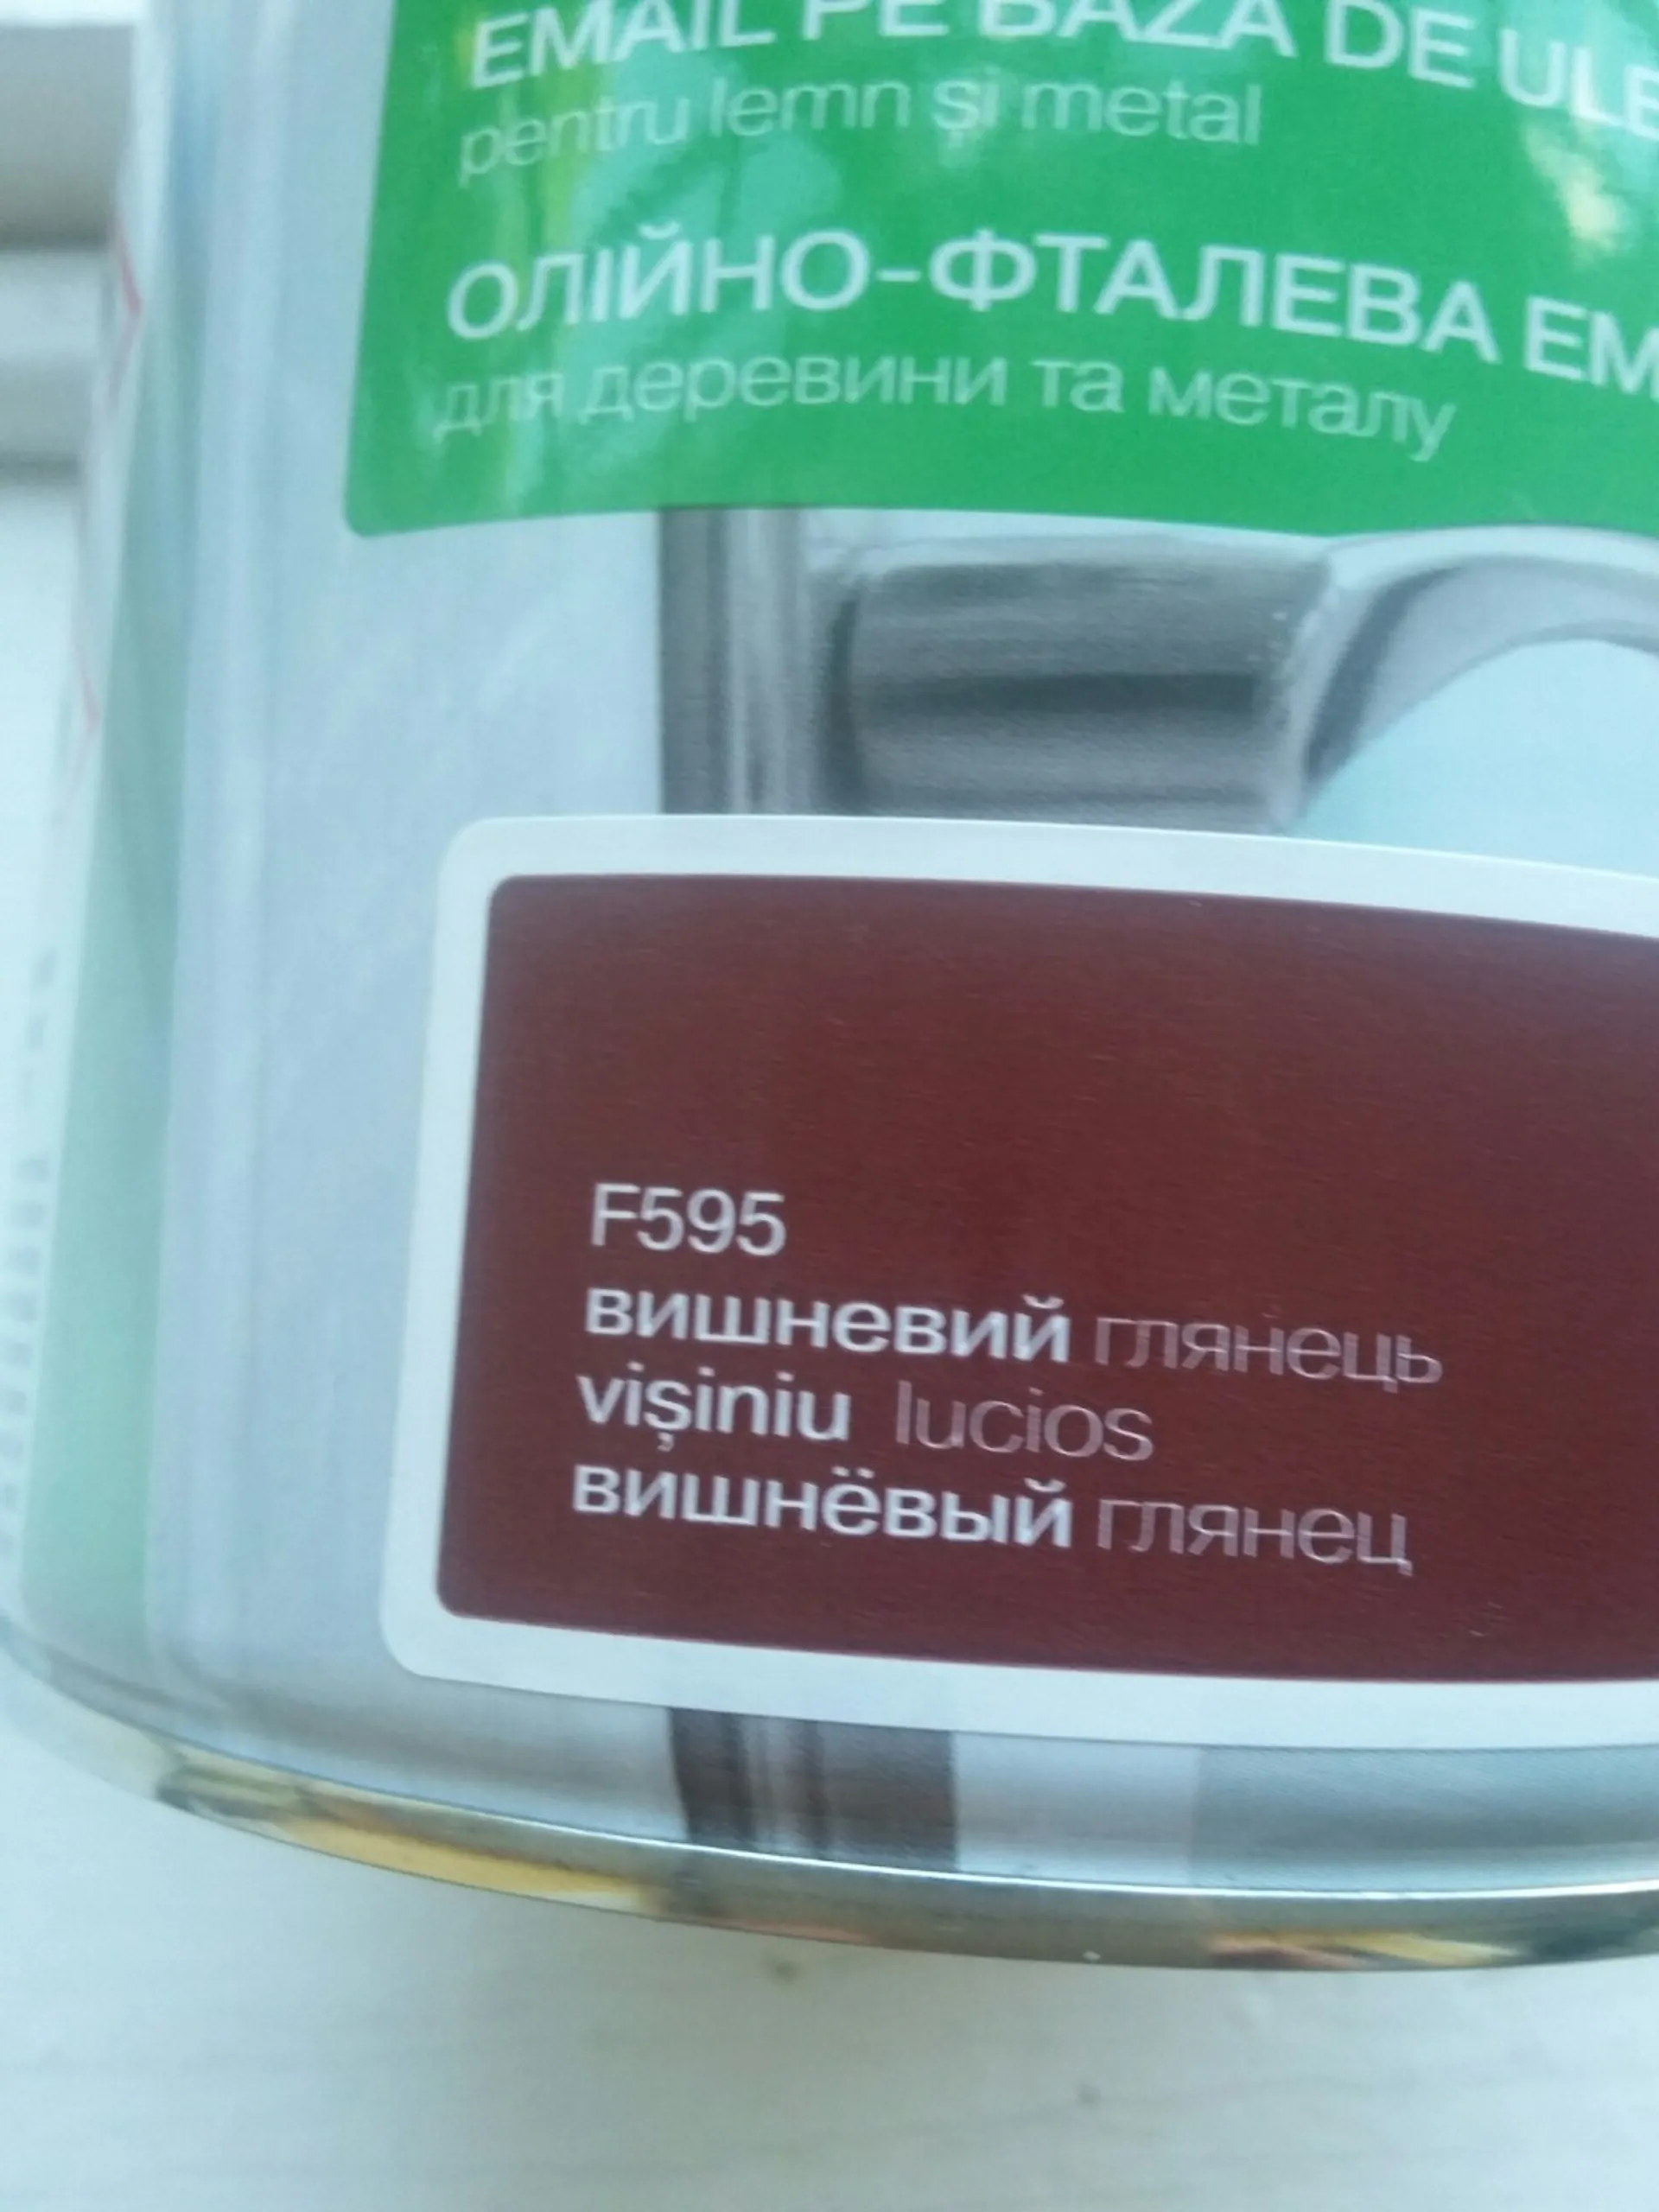 EMAIL PE BAZA DE ULE
pentru lemn și metal
ОЛІЙНО-ФТАЛЕВА ЕМ
для деревини та металу
F595
вишневий глянець
vișiniu lucios
вишнёвый глянец